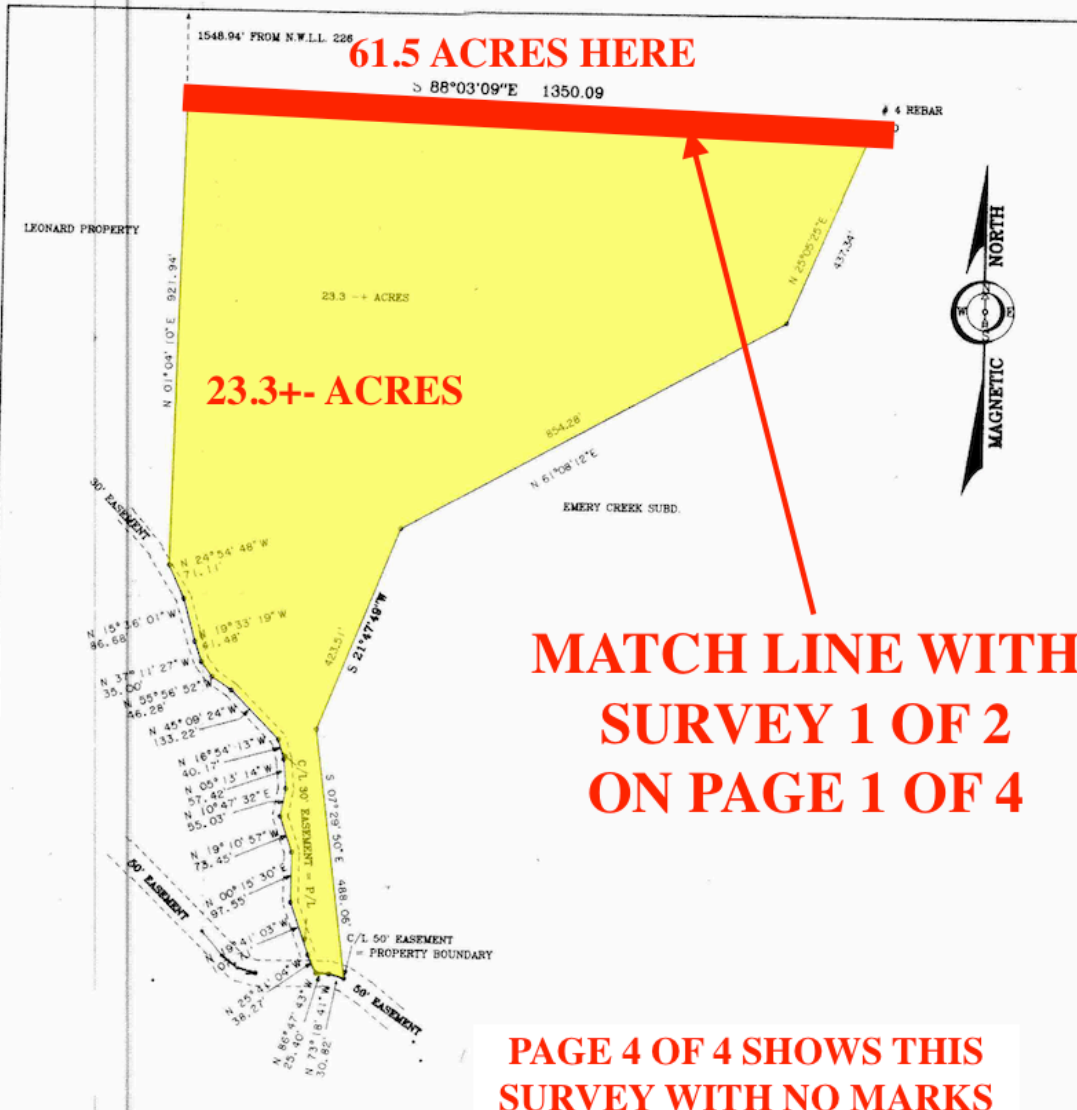 1548.94' FROM N.W.L.L. 226
61.5 ACRES HERE
S 88°03'09"E 1350.09
# 4 REBAR
LEONARD PROPERTY
N 01°04'10"E 921.94'
23.3 -+ ACRES
23.3+- ACRES
N 25°05'25"E
437.34'
NORTH
N
W E
S
MAGNETIC
854.28'
N 61°08'12"E
EMERY CREEK SUBD.
30' EASEMENT
N 24°54'48"W
71.11'
N 15°36'01"W
86.68'
N 19°33'19"W
41.48'
N 37°11'27"W
35.00'
N 55°56'52"W
46.28'
N 45°09'24"W
133.22'
N 16°54'13"W
40.17'
N 05°13'14"W
57.42'
N 10°47'32"E
55.03'
N 19°10'57"W
73.45'
N 00°15'30"E
97.55'
N 19°41'03"W
N 25°41'04"W
38.27'
N 86°47'43"W
25.40'
N 73°18'41"W
30.82'
423.51'
S 21°47'49"W
S 07°29'50"E 488.06'
C/L 30' EASEMENT = P/L
50' EASEMENT
C/L 50' EASEMENT
= PROPERTY BOUNDARY
50' EASEMENT
MATCH LINE WITH
SURVEY 1 OF 2
ON PAGE 1 OF 4
PAGE 4 OF 4 SHOWS THIS
SURVEY WITH NO MARKS